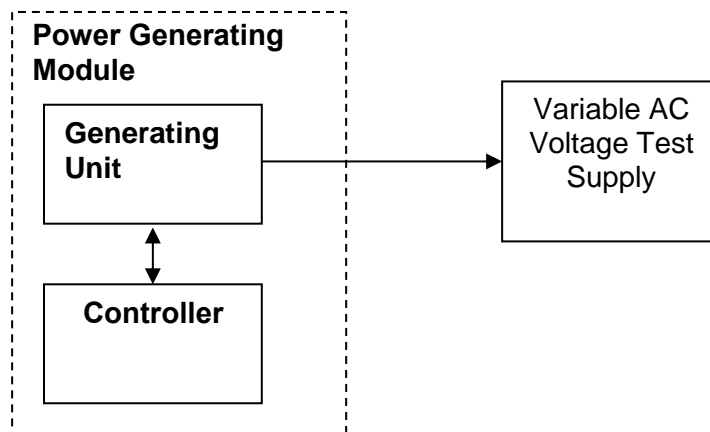 Power Generating
Module
Generating
Unit
Variable AC
Voltage Test
Supply
Controller